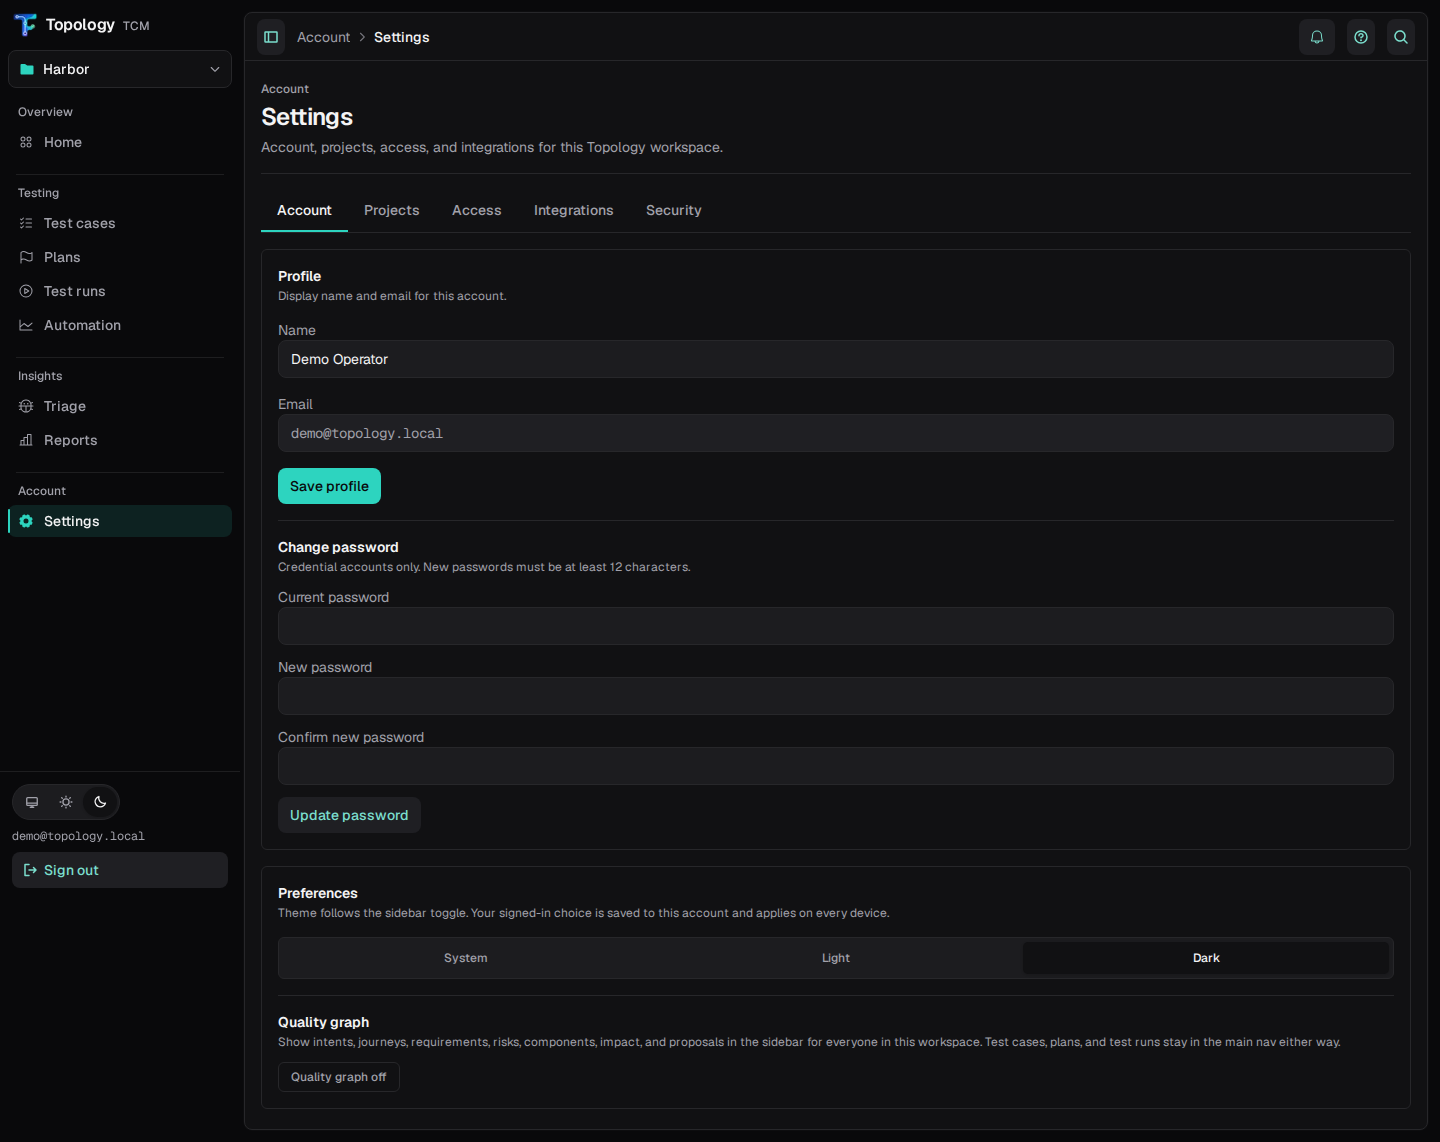 Topology TCM
Harbor
Overview
Home
Testing
Test cases
Plans
Test runs
Automation
Insights
Triage
Reports
Account
Settings
demo@topology.local
Sign out
Account > Settings
Account
Settings
Account, projects, access, and integrations for this Topology workspace.
Account Projects Access Integrations Security
Profile
Display name and email for this account.
Name
Demo Operator
Email
demo@topology.local
Save profile
Change password
Credential accounts only. New passwords must be at least 12 characters.
Current password
New password
Confirm new password
Update password
Preferences
Theme follows the sidebar toggle. Your signed-in choice is saved to this account and applies on every device.
System Light Dark
Quality graph
Show intents, journeys, requirements, risks, components, impact, and proposals in the sidebar for everyone in this workspace. Test cases, plans, and test runs stay in the main nav either way.
Quality graph off